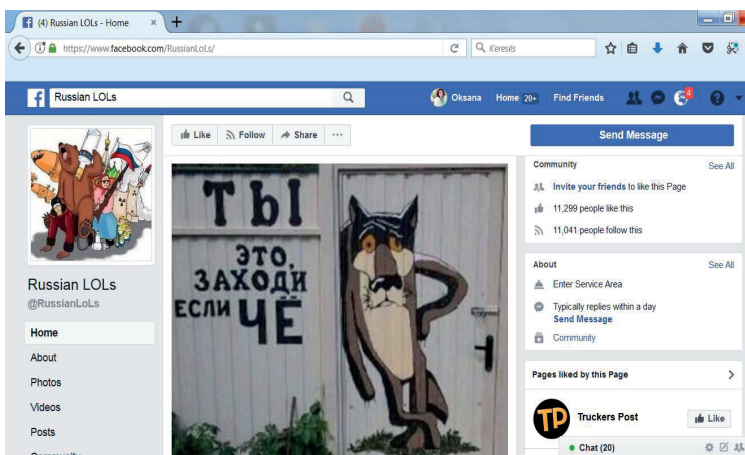 (4) Russian LOLs - Home
https://www.facebook.com/RussianLoLs/
Keresés
Russian LOLs
Oksana
Home 20+
Find Friends
4
Like
Follow
Share
Send Message
ТЫ
ЭТО,
ЗАХОДИ
ЕСЛИ ЧЁ
Russian LOLs
@RussianLoLs
Home
About
Photos
Videos
Posts
Community
See All
Invite your friends to like this Page
11,299 people like this
11,041 people follow this
About
See All
Enter Service Area
Typically replies within a day
Send Message
Community
Pages liked by this Page
TP
Truckers Post
Like
Chat (20)